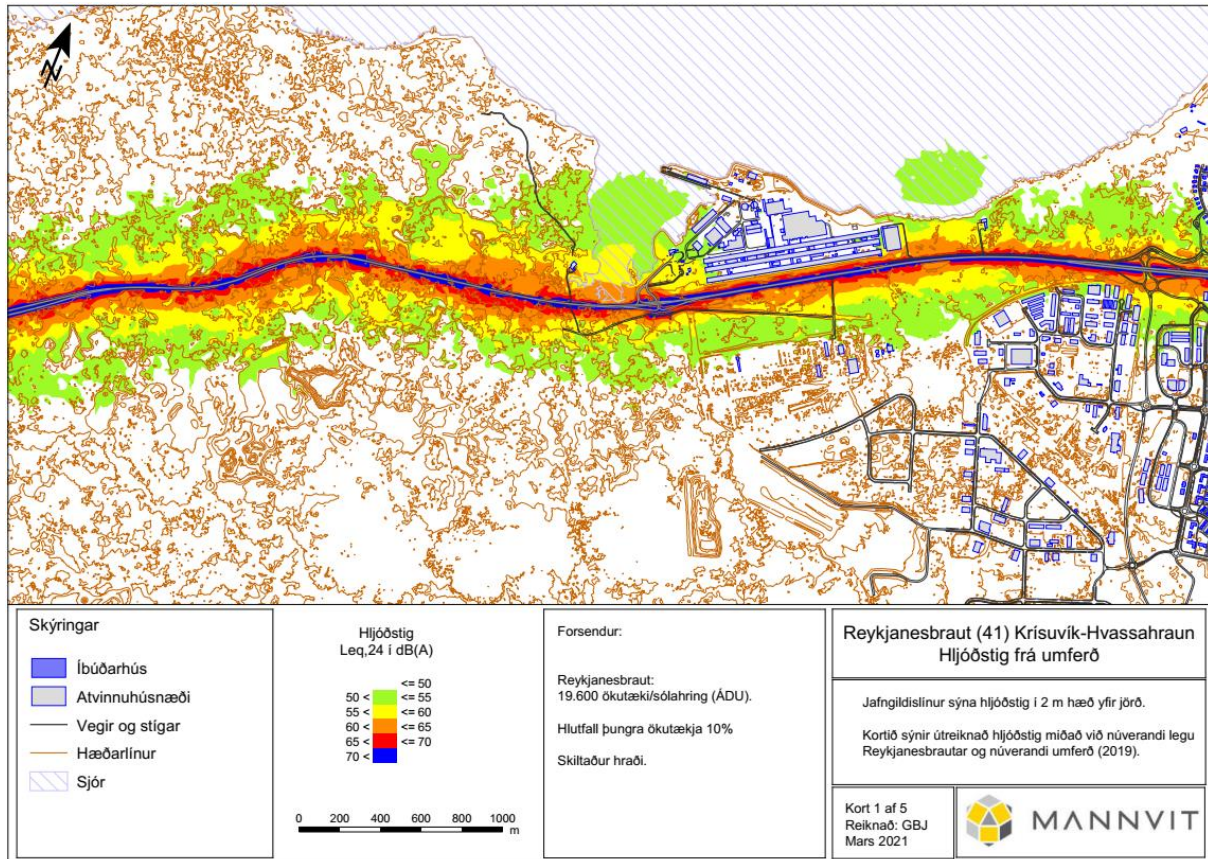 N
Skýringar
Íbúðarhús
Atvinnuhúsnæði
Vegir og stígar
Hæðarlínur
Sjór
Hljóðstig
Leq,24 í dB(A)
<= 50
50 < <= 55
55 < <= 60
60 < <= 65
65 < <= 70
70 <
0 200 400 600 800 1000
m
Forsendur:
Reykjanesbraut:
19.600 ökutæki/sólahring (ÁDU).
Hlutfall þungra ökutækja 10%
Skiltaður hraði.
Reykjanesbraut (41) Krísuvík-Hvassahraun
Hljóðstig frá umferð
Jafngildislínur sýna hljóðstig í 2 m hæð yfir jörð.
Kortið sýnir útreiknað hljóðstig miðað við núverandi legu
Reykjanesbrautar og núverandi umferð (2019).
Kort 1 af 5
Reiknað: GBJ
Mars 2021
MANNVIT